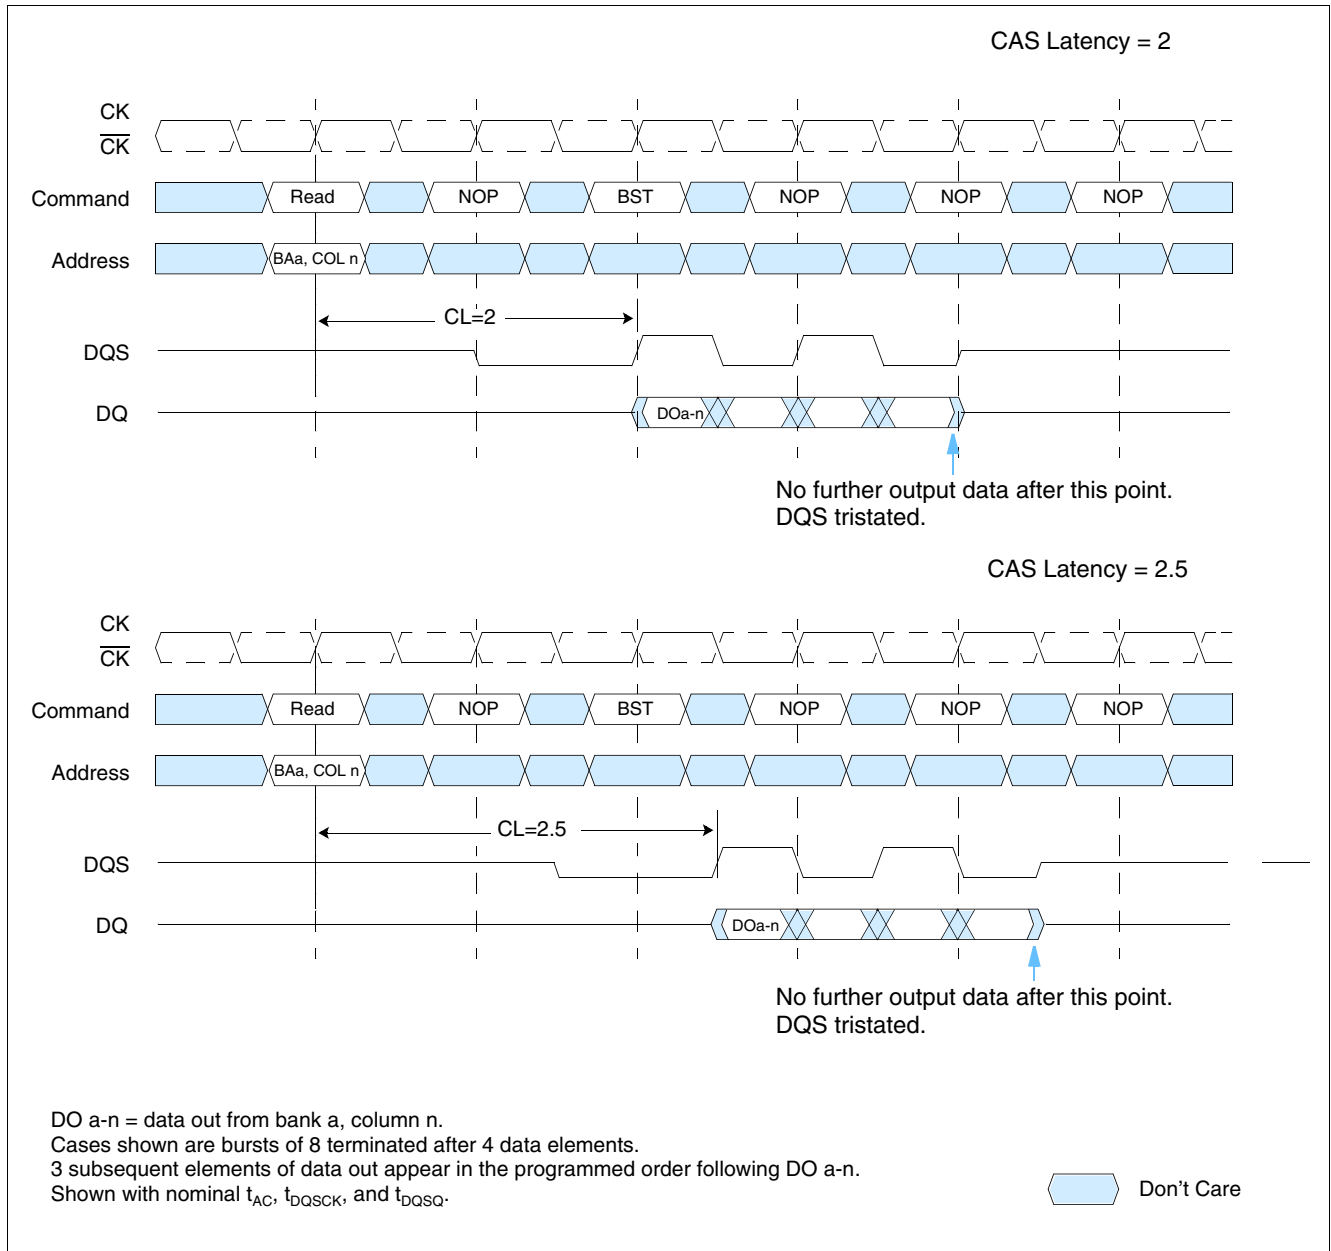 CAS Latency = 2
CK
CK
Command Read NOP BST NOP NOP NOP
Address BAa, COL n
CL=2
DQS
DQ DOa-n
No further output data after this point.
DQS tristated.
CAS Latency = 2.5
CK
CK
Command Read NOP BST NOP NOP NOP
Address BAa, COL n
CL=2.5
DQS
DQ DOa-n
No further output data after this point.
DQS tristated.
DO a-n = data out from bank a, column n.
Cases shown are bursts of 8 terminated after 4 data elements.
3 subsequent elements of data out appear in the programmed order following DO a-n.
Shown with nominal tAC, tDQSCK, and tDQSQ.
Don't Care